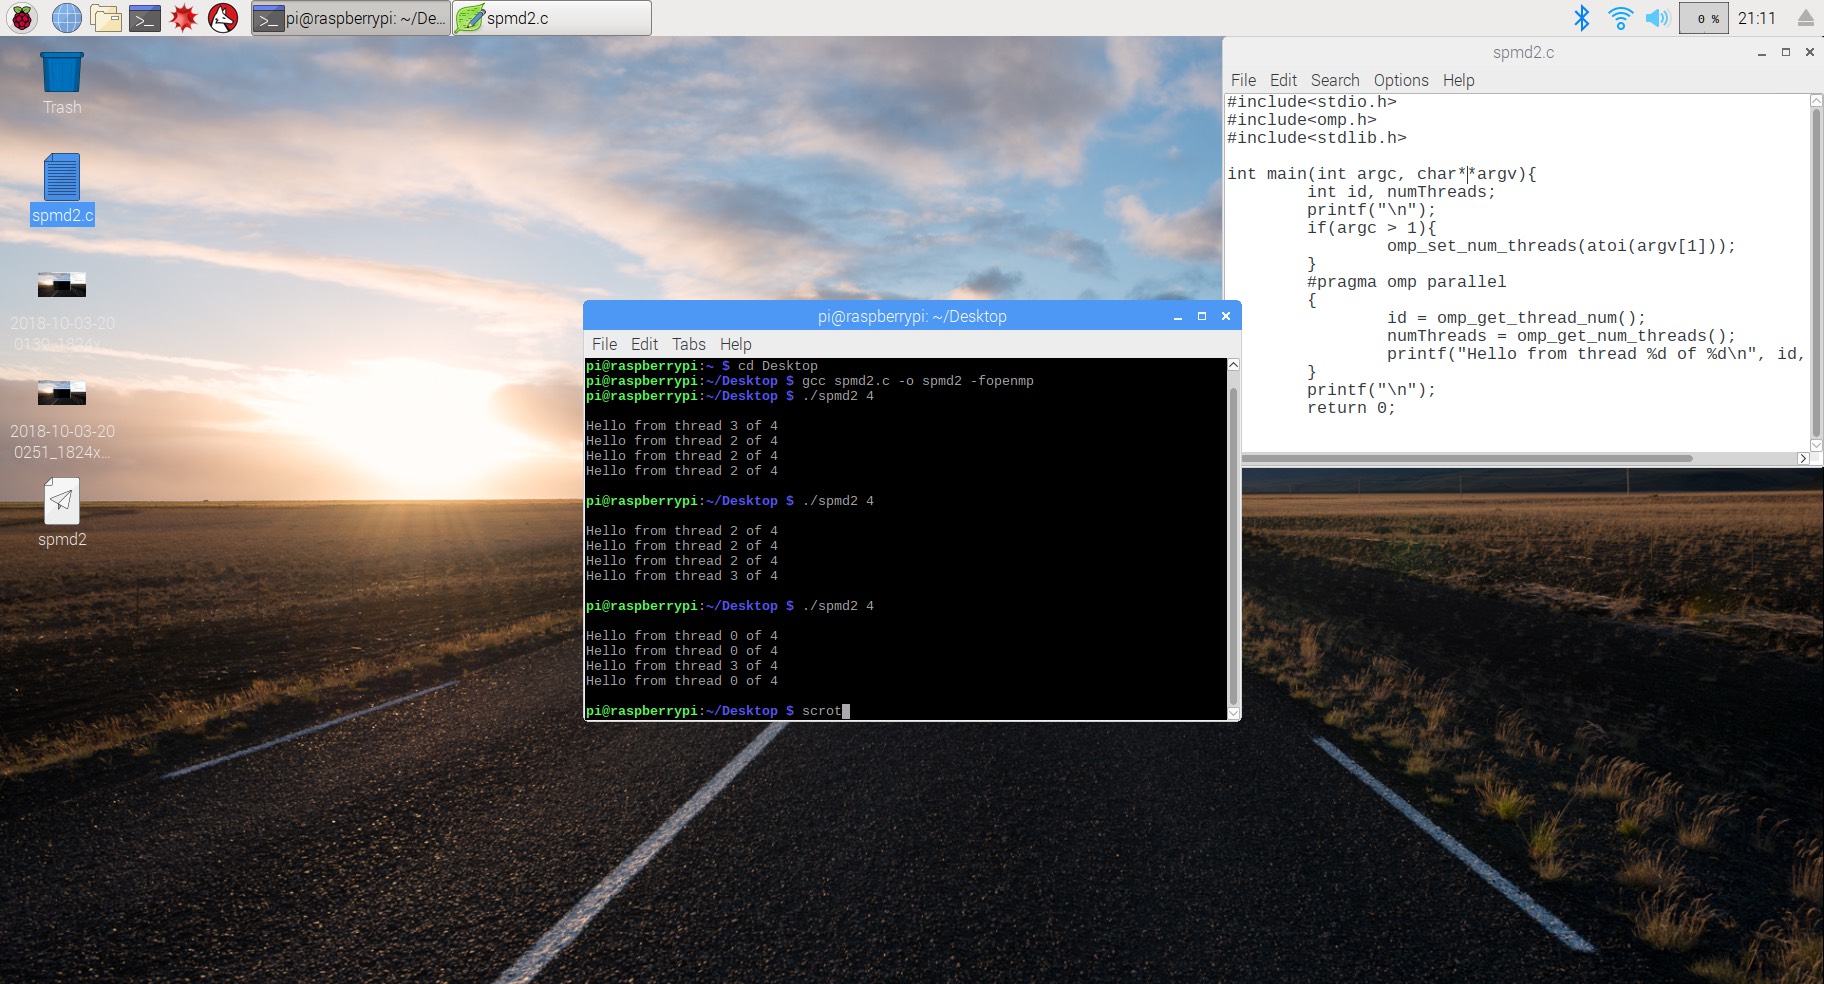 pi@raspberrypi: ~/De...
spmd2.c
0 %
21:11
Trash
spmd2.c
2018-10-03-20
0139_1824x...
2018-10-03-20
0251_1824x...
spmd2
spmd2.c
File Edit Search Options Help
#include<stdio.h>
#include<omp.h>
#include<stdlib.h>
int main(int argc, char**argv){
int id, numThreads;
printf("\n");
if(argc > 1){
omp_set_num_threads(atoi(argv[1]));
}
#pragma omp parallel
{
id = omp_get_thread_num();
numThreads = omp_get_num_threads();
printf("Hello from thread %d of %d\n", id,
}
printf("\n");
return 0;
pi@raspberrypi: ~/Desktop
File Edit Tabs Help
pi@raspberrypi:~ $ cd Desktop
pi@raspberrypi:~/Desktop $ gcc spmd2.c -o spmd2 -fopenmp
pi@raspberrypi:~/Desktop $ ./spmd2 4
Hello from thread 3 of 4
Hello from thread 2 of 4
Hello from thread 2 of 4
Hello from thread 2 of 4
pi@raspberrypi:~/Desktop $ ./spmd2 4
Hello from thread 2 of 4
Hello from thread 2 of 4
Hello from thread 2 of 4
Hello from thread 3 of 4
pi@raspberrypi:~/Desktop $ ./spmd2 4
Hello from thread 0 of 4
Hello from thread 0 of 4
Hello from thread 3 of 4
Hello from thread 0 of 4
pi@raspberrypi:~/Desktop $ scrot